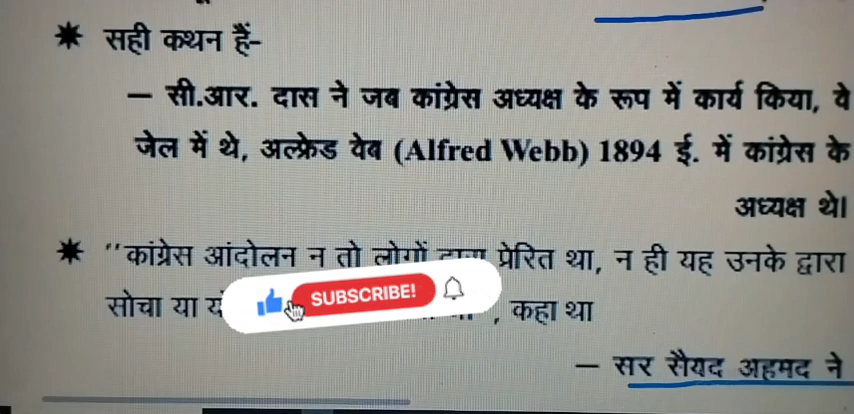 * सही कथन हैं-
– सी.आर. दास ने जब कांग्रेस अध्यक्ष के रूप में कार्य किया, वे
जेल में थे, अल्फ्रेड वेब (Alfred Webb) 1894 ई. में कांग्रेस के
अध्यक्ष थे।
* "कांग्रेस आंदोलन न तो लोगों द्वारा प्रेरित था, न ही यह उनके द्वारा
सोचा या , कहा था
SUBSCRIBE!
– सर सैयद अहमद ने